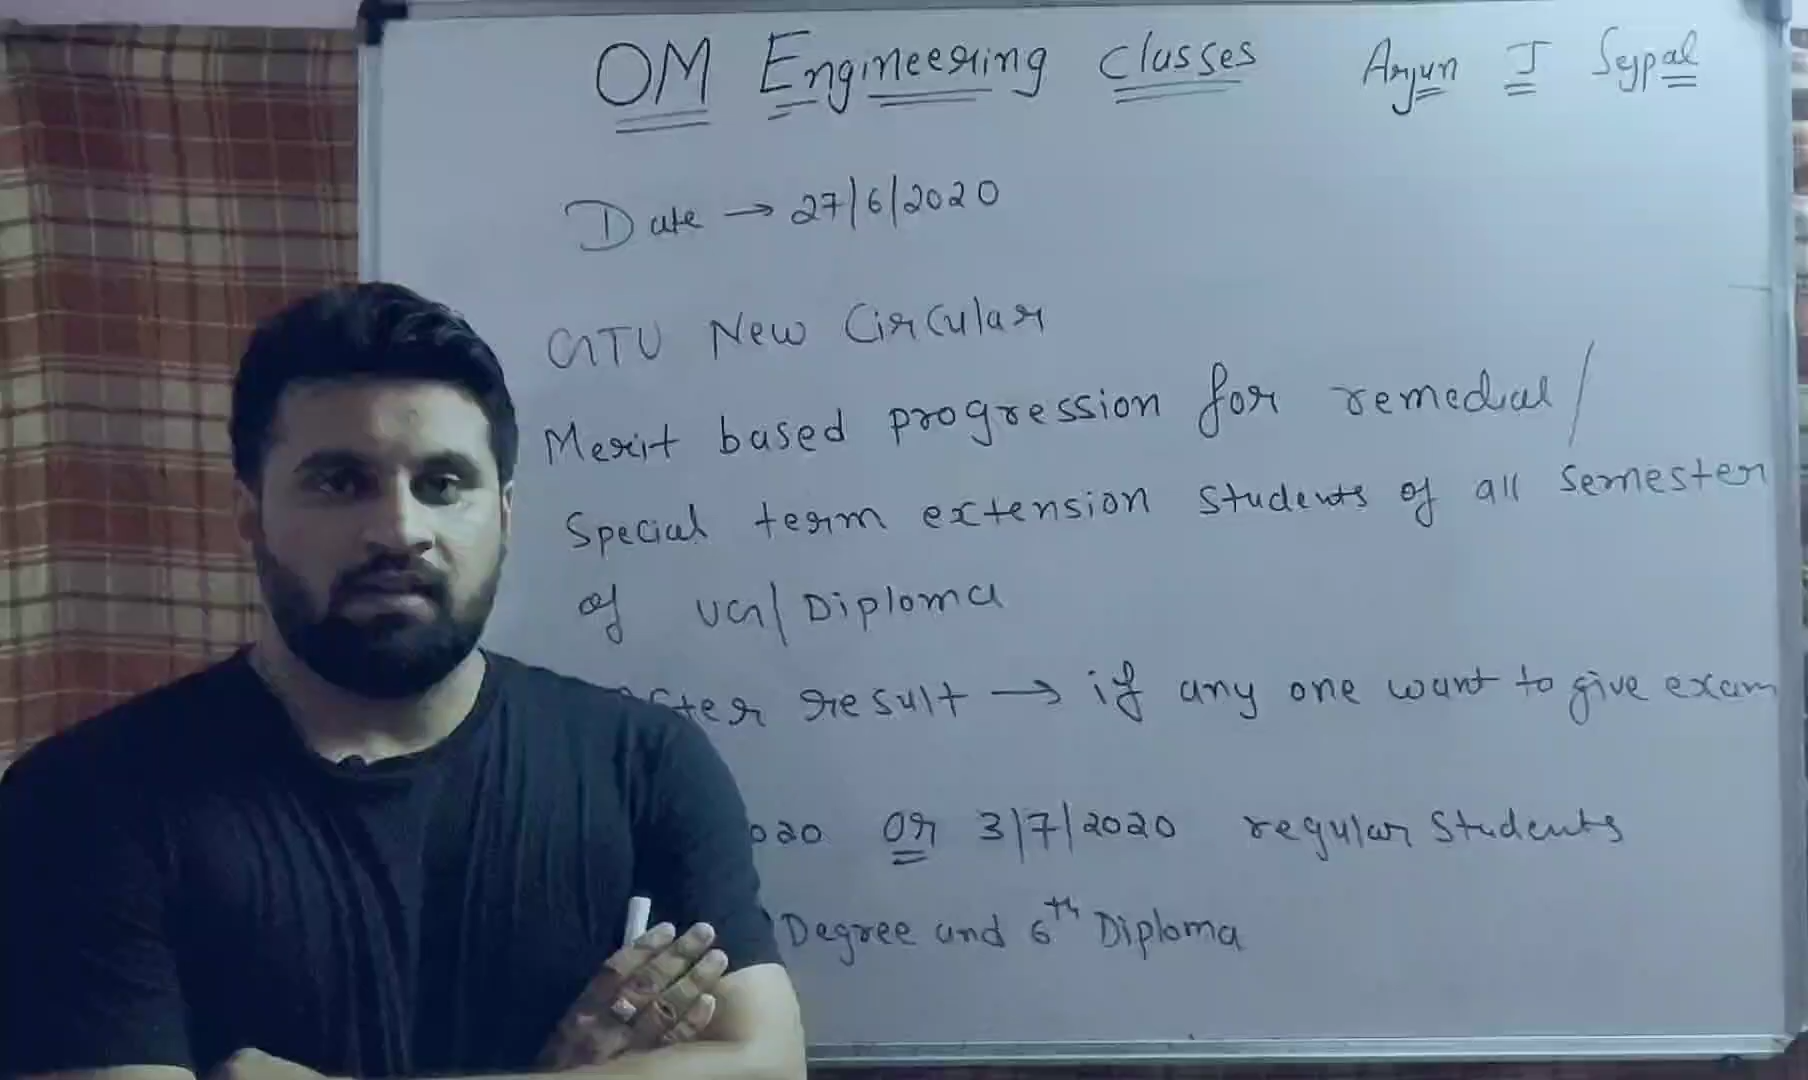 OM Engineering Classes Arjun J Sejpal
Date → 27/6/2020
GTU New Circular
Merit based progression for remedial /
Special term extension students of all semester
of UG/Diploma
After result → if any one want to give exam
020 OR 3/7/2020 regular students
Degree and 6th Diploma